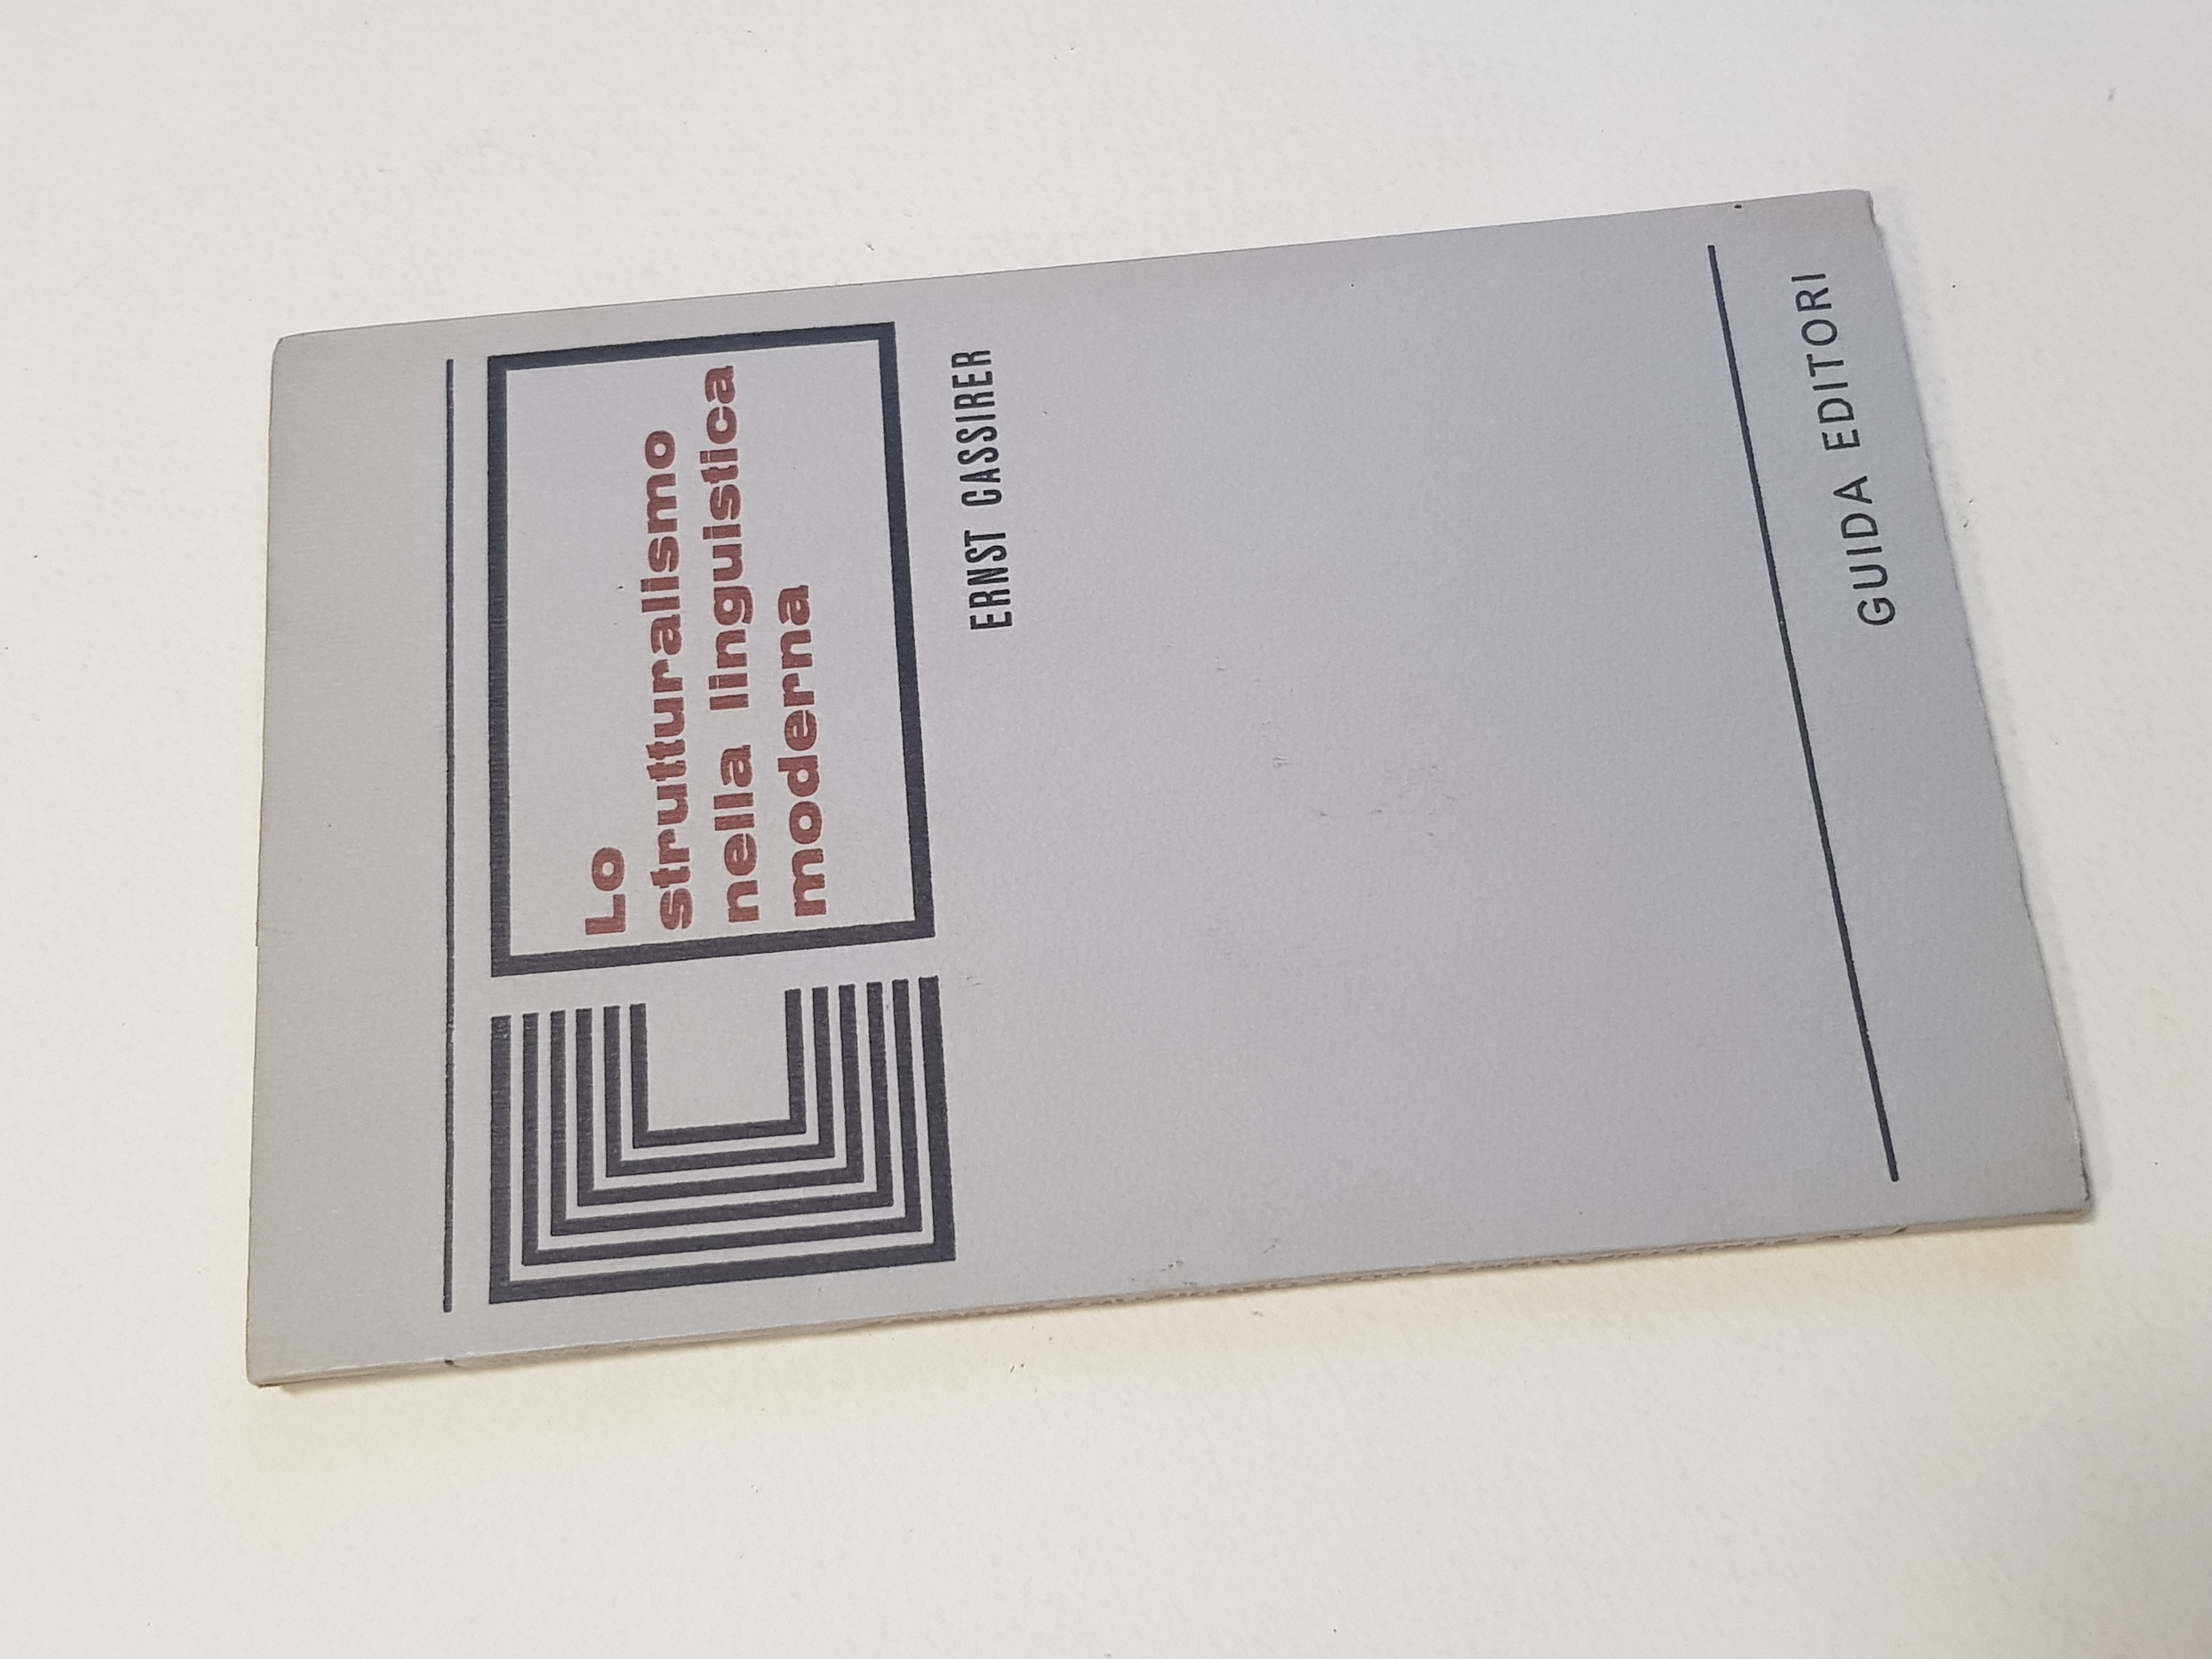 Lo
strutturalismo
nella linguistica
moderna
ERNST CASSIRER
GUIDA EDITORI